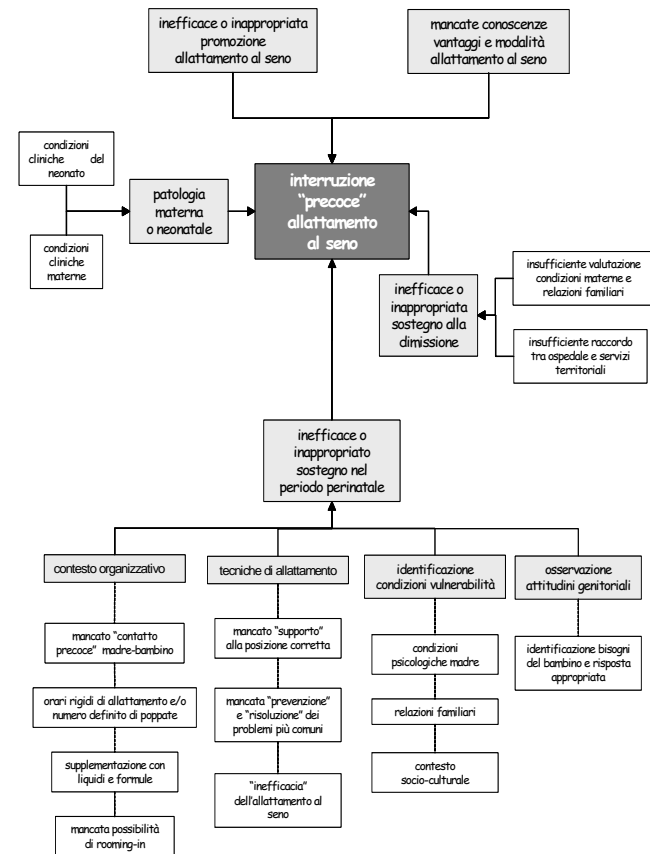 inefficace o inappropriata
promozione
allattamento al seno
mancate conoscenze
vantaggi e modalità
allattamento al seno
condizioni
cliniche del
neonato
patologia
materna
o neonatale
interruzione
“precoce”
allattamento
al seno
condizioni
cliniche
materne
inefficace o
inappropriata
sostegno alla
dimissione
insufficiente valutazione
condizioni materne e
relazioni familiari
insufficiente raccordo
tra ospedale e servizi
territoriali
inefficace o
inappropriato
sostegno nel
periodo perinatale
contesto organizzativo
mancato “contatto
precoce” madre-bambino
orari rigidi di allattamento e/o
numero definito di poppate
supplementazione con
liquidi e formule
mancata possibilità
di rooming-in
tecniche di allattamento
mancato “supporto”
alla posizione corretta
mancata “prevenzione”
e “risoluzione” dei
problemi più comuni
“inefficacia”
dell’allattamento al
seno
identificazione
condizioni vulnerabilità
condizioni
psicologiche madre
relazioni familiari
contesto
socio-culturale
osservazione
attitudini genitoriali
identificazione bisogni
del bambino e risposta
appropriata